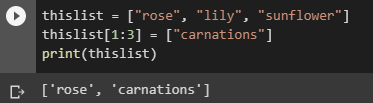 thislist = ["rose", "lily", "sunflower"]
thislist[1:3] = ["carnations"]
print(thislist)
['rose', 'carnations']